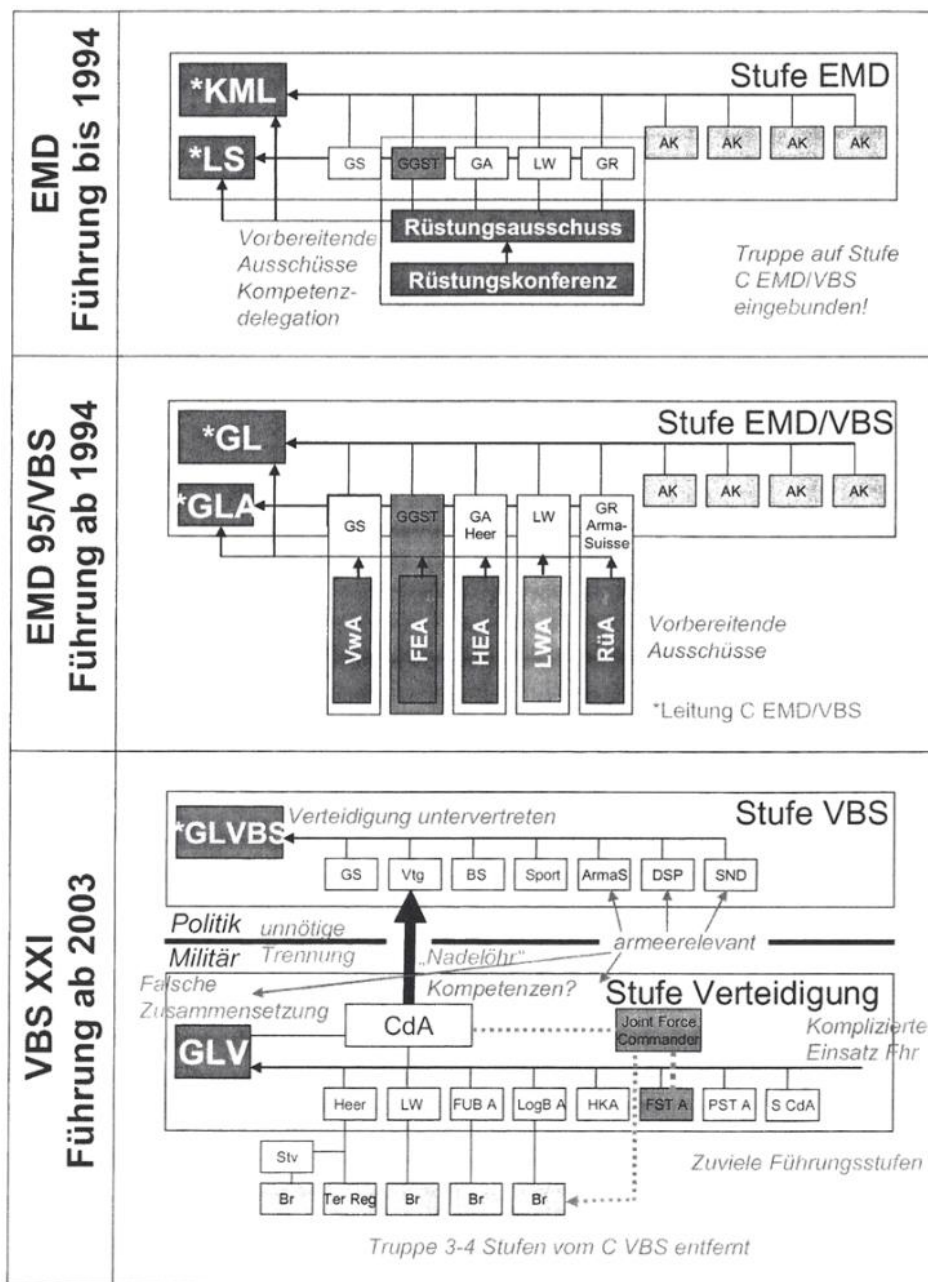 EMD
Führung bis 1994
Stufe EMD
*KML
*LS
GS
GGST
GA
LW
GR
AK
AK
AK
AK
Rüstungsausschuss
Rüstungskonferenz
Vorbereitende
Ausschüsse
Kompetenz-
delegation
Truppe auf Stufe
C EMD/VBS
eingebunden!
EMD 95/VBS
Führung ab 1994
Stufe EMD/VBS
*GL
*GLA
GS
GGST
GA
Heer
LW
GR
Arma-
Suisse
AK
AK
AK
AK
VwA
FEA
HEA
LWA
RüA
Vorbereitende
Ausschüsse
*Leitung C EMD/VBS
VBS XXI
Führung ab 2003
Stufe VBS
*GLVBS
Verteidigung untervertreten
GS
Vtg
BS
Sport
ArmaS
DSP
SND
Politik
unnötige
Militär
Trennung
„Nadelöhr"
armeerelevant
Falsche
Zusammensetzung
Kompetenzen?
Stufe Verteidigung
CdA
Joint Force
Commander
Komplizierte
Einsatz Fhr
GLV
Heer
LW
FUB A
LogB A
HKA
FST A
PST A
S CdA
Stv
Br
Ter Reg
Br
Br
Br
Zuviele Führungsstufen
Truppe 3-4 Stufen vom C VBS entfernt